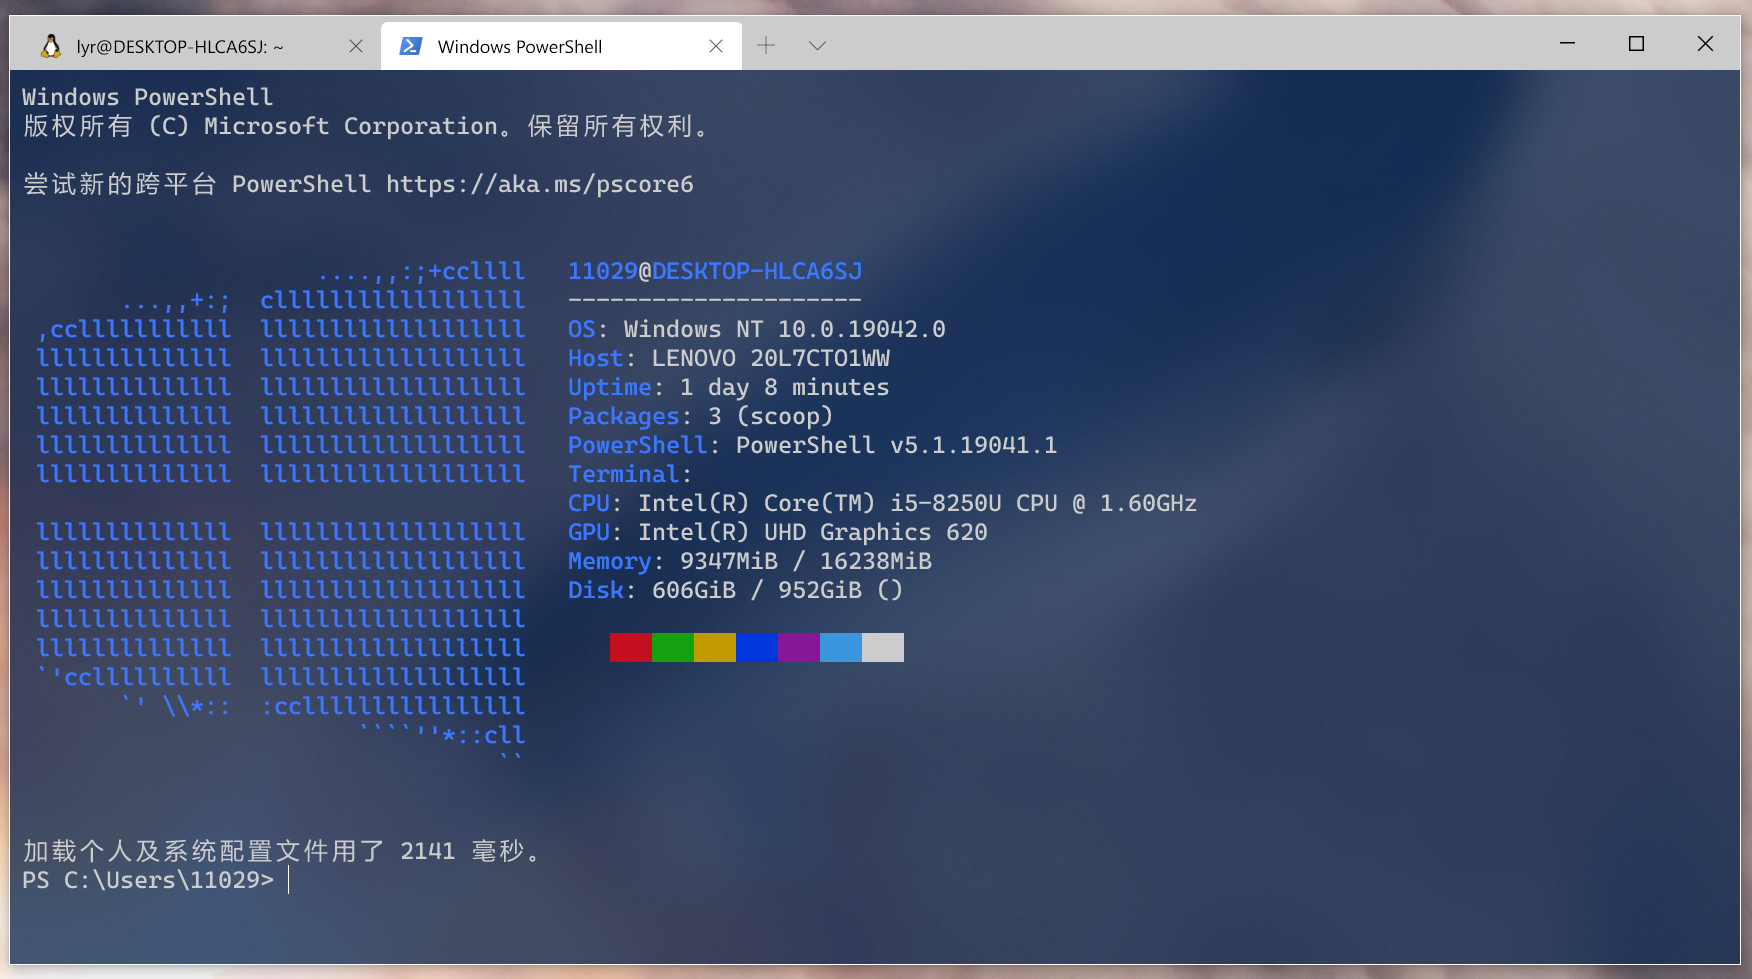 lyr@DESKTOP-HLCA6SJ: ~
Windows PowerShell
Windows PowerShell
版权所有 (C) Microsoft Corporation。保留所有权利。
尝试新的跨平台 PowerShell https://aka.ms/pscore6
....,,:;+ccllll   11029@DESKTOP-HLCA6SJ
...,,+:;  cllllllllllllllllll   ---------------------
,cclllllllllll  lllllllllllllllllll   OS: Windows NT 10.0.19042.0
llllllllllllll  lllllllllllllllllll   Host: LENOVO 20L7CTO1WW
llllllllllllll  lllllllllllllllllll   Uptime: 1 day 8 minutes
llllllllllllll  lllllllllllllllllll   Packages: 3 (scoop)
llllllllllllll  lllllllllllllllllll   PowerShell: PowerShell v5.1.19041.1
llllllllllllll  lllllllllllllllllll   Terminal:
CPU: Intel(R) Core(TM) i5-8250U CPU @ 1.60GHz
llllllllllllll  lllllllllllllllllll   GPU: Intel(R) UHD Graphics 620
llllllllllllll  lllllllllllllllllll   Memory: 9347MiB / 16238MiB
llllllllllllll  lllllllllllllllllll   Disk: 606GiB / 952GiB ()
llllllllllllll  lllllllllllllllllll
llllllllllllll  lllllllllllllllllll
`'ccllllllllll  lllllllllllllllllll
`' \\*::  :ccllllllllllllllll
````''*::cll
``
加载个人及系统配置文件用了 2141 毫秒。
PS C:\Users\11029>